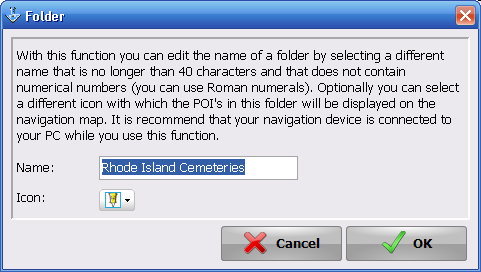 Folder
With this function you can edit the name of a folder by selecting a different
name that is no longer than 40 characters and that does not contain
numerical numbers (you can use Roman numerals). Optionally you can select
a different icon with which the POI's in this folder will be displayed on the
navigation map. It is recommend that your navigation device is connected to
your PC while you use this function.
Name: Rhode Island Cemeteries
Icon:
Cancel OK